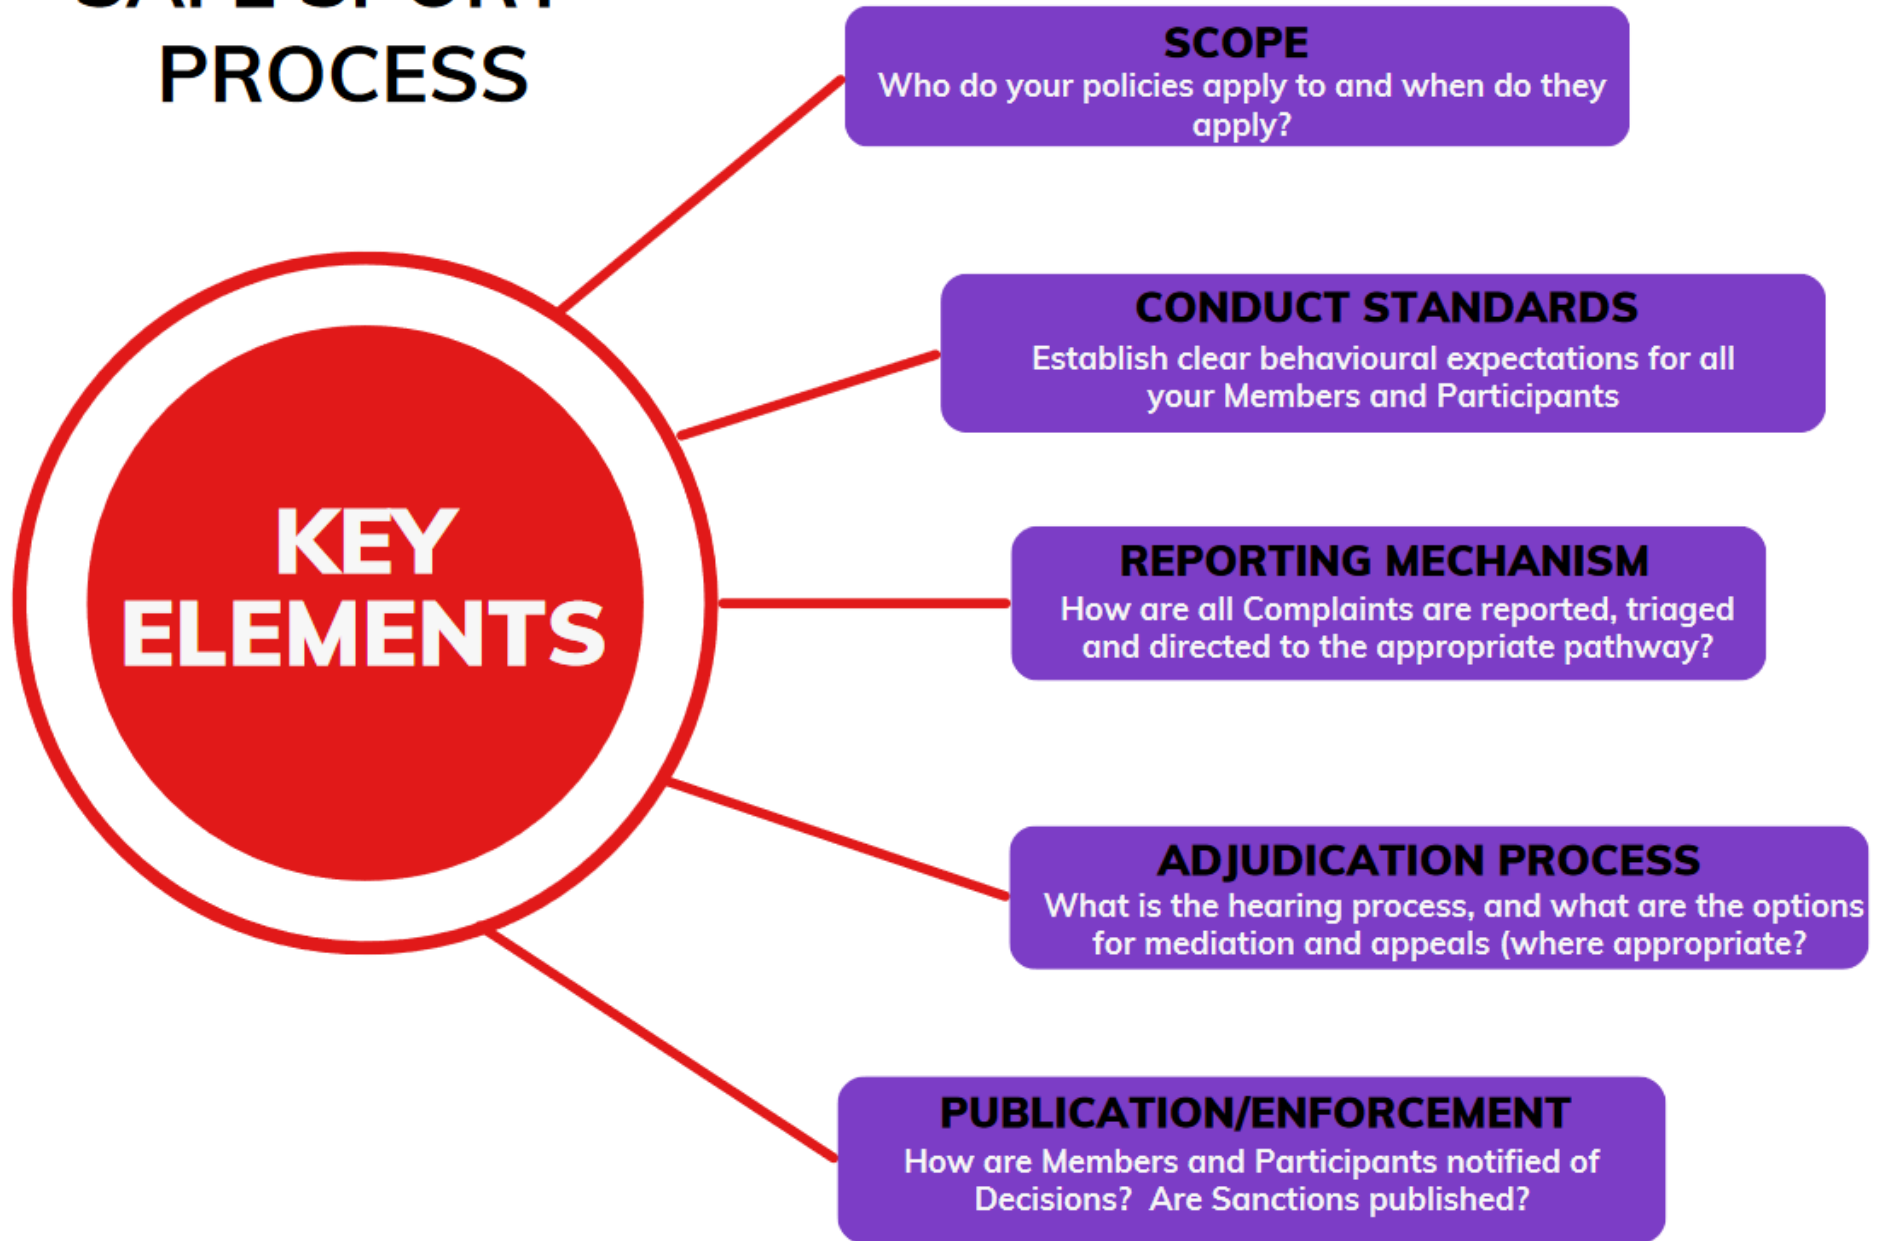 SAFE SPORT
PROCESS
SCOPE
Who do your policies apply to and when do they
apply?
CONDUCT STANDARDS
Establish clear behavioural expectations for all
your Members and Participants
KEY
ELEMENTS
REPORTING MECHANISM
How are all Complaints are reported, triaged
and directed to the appropriate pathway?
ADJUDICATION PROCESS
What is the hearing process, and what are the options
for mediation and appeals (where appropriate?
PUBLICATION/ENFORCEMENT
How are Members and Participants notified of
Decisions?  Are Sanctions published?